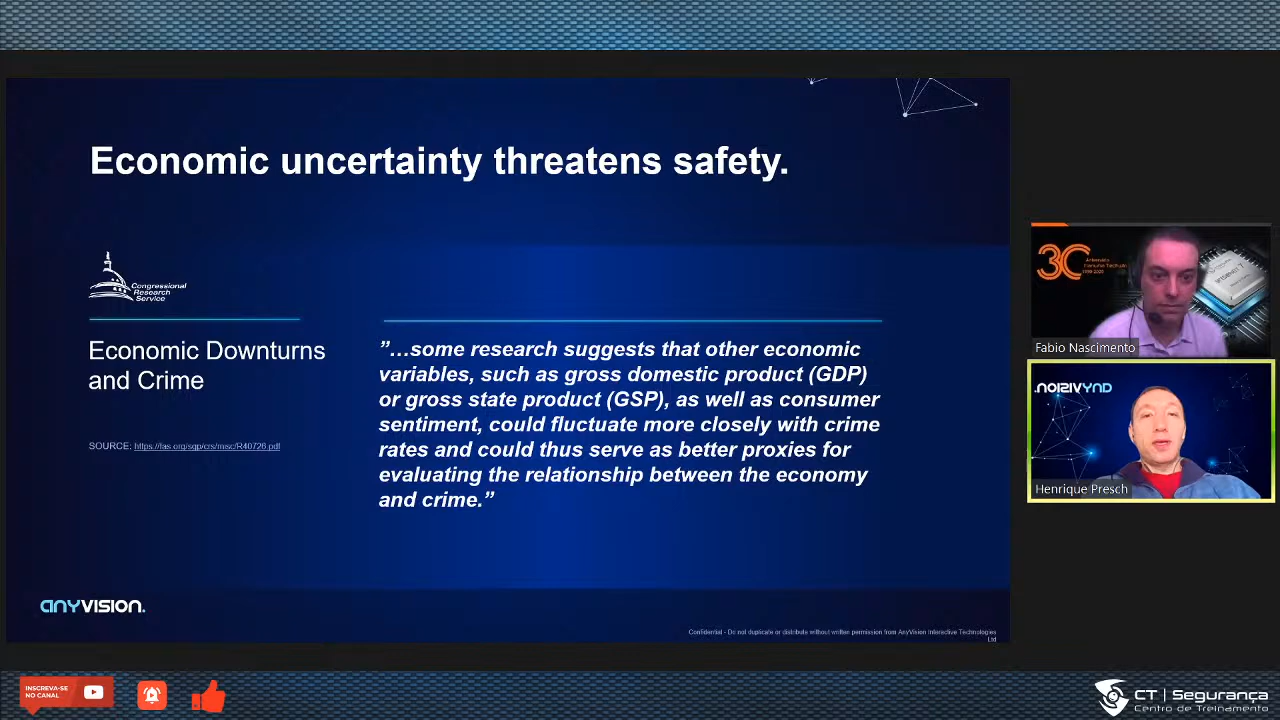 Economic uncertainty threatens safety.
Congressional
Research
Service
Economic Downturns
and Crime
SOURCE: https://fas.org/sgp/crs/misc/R40726.pdf
”…some research suggests that other economic
variables, such as gross domestic product (GDP)
or gross state product (GSP), as well as consumer
sentiment, could fluctuate more closely with crime
rates and could thus serve as better proxies for
evaluating the relationship between the economy
and crime.”
ANYVISION.
Confidential - Do not duplicate or distribute without written permission from AnyVision Interactive Technologies
Ltd
3C
Fabio Nascimento
ANYVISION.
Henrique Presch
INSCREVA-SE
NO CANAL
CT | Segurança
Centro de Treinamento